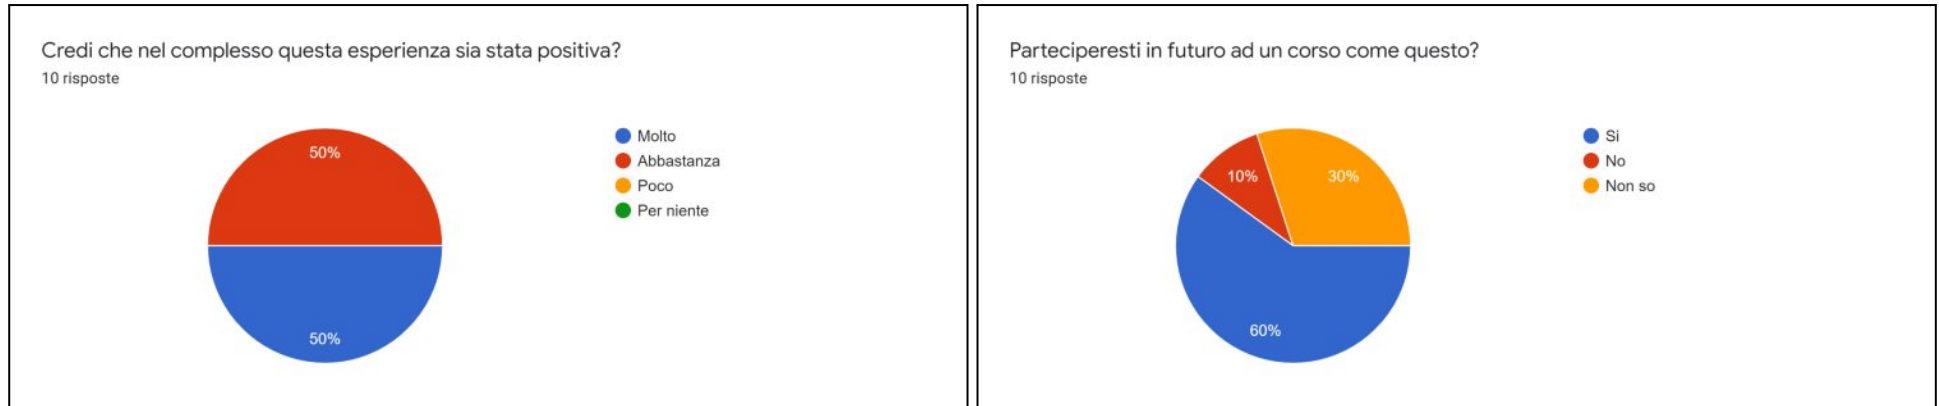 Credi che nel complesso questa esperienza sia stata positiva?
10 risposte
50%
50%
Molto
Abbastanza
Poco
Per niente
Parteciperesti in futuro ad un corso come questo?
10 risposte
10%
30%
60%
Si
No
Non so